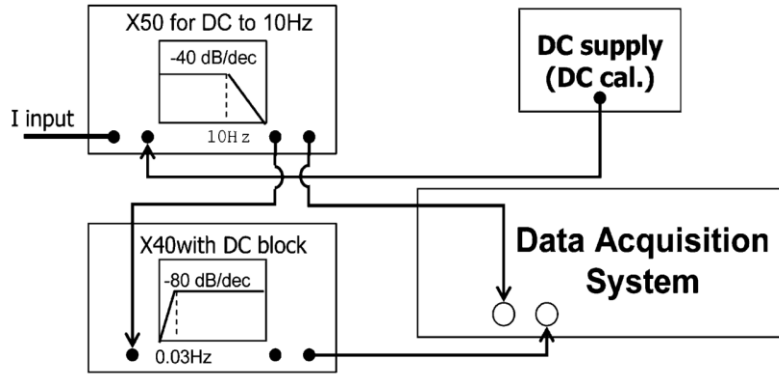 X50 for DC to 10Hz
-40 dB/dec
10Hz
I input
DC supply
(DC cal.)
X40with DC block
-80 dB/dec
0.03Hz
Data Acquisition
System